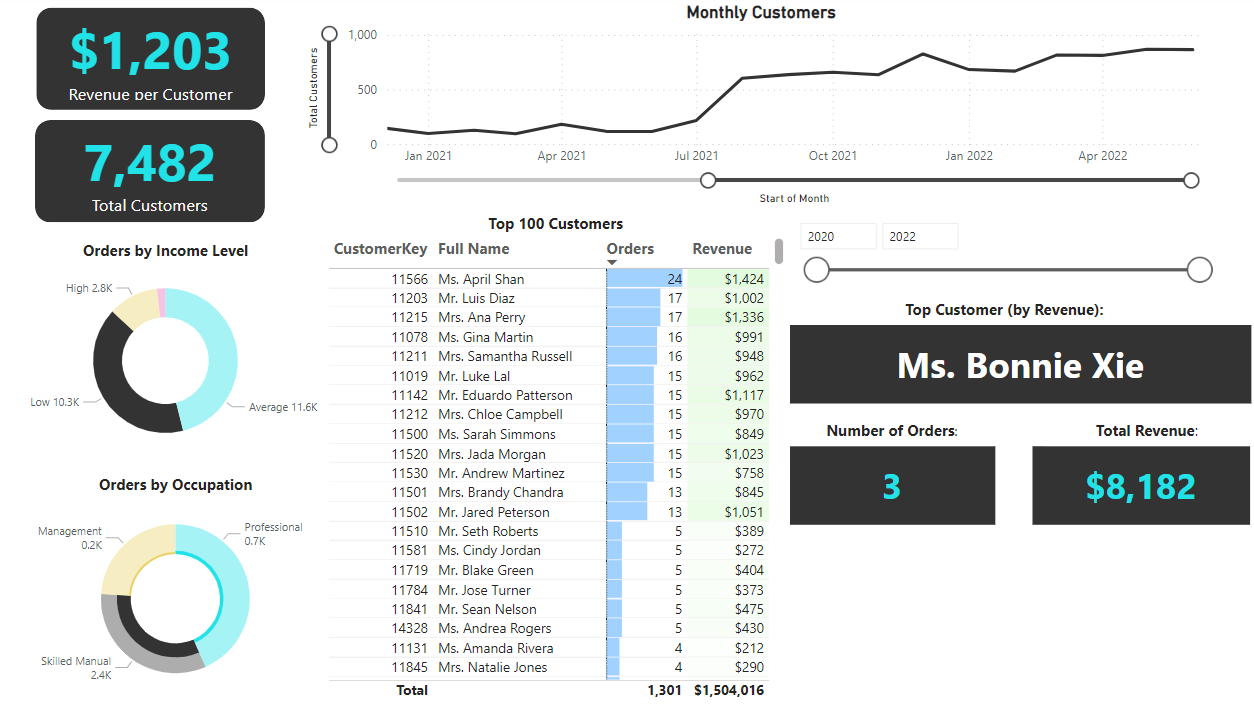 $1,203
Revenue per Customer
7,482
Total Customers
Monthly Customers
Total Customers
1,000
500
0
Jan 2021
Apr 2021
Jul 2021
Oct 2021
Jan 2022
Apr 2022
Start of Month
Orders by Income Level
High 2.8K
Low 10.3K
Average 11.6K
Orders by Occupation
Management
0.2K
Professional
0.7K
Skilled Manual
2.4K
Top 100 Customers
CustomerKey Full Name Orders Revenue
11566 Ms. April Shan 24 $1,424
11203 Mr. Luis Diaz 17 $1,002
11215 Mrs. Ana Perry 17 $1,336
11078 Ms. Gina Martin 16 $991
11211 Mrs. Samantha Russell 16 $948
11019 Mr. Luke Lal 15 $962
11142 Mr. Eduardo Patterson 15 $1,117
11212 Mrs. Chloe Campbell 15 $970
11500 Ms. Sarah Simmons 15 $849
11520 Mrs. Jada Morgan 15 $1,023
11530 Mr. Andrew Martinez 15 $758
11501 Mrs. Brandy Chandra 13 $845
11502 Mr. Jared Peterson 13 $1,051
11510 Mr. Seth Roberts 5 $389
11581 Ms. Cindy Jordan 5 $272
11719 Mr. Blake Green 5 $404
11784 Mr. Jose Turner 5 $373
11841 Mr. Sean Nelson 5 $475
14328 Ms. Andrea Rogers 5 $430
11131 Ms. Amanda Rivera 4 $212
11845 Mrs. Natalie Jones 4 $290
Total 1,301 $1,504,016
2020 2022
Top Customer (by Revenue):
Ms. Bonnie Xie
Number of Orders:
3
Total Revenue:
$8,182